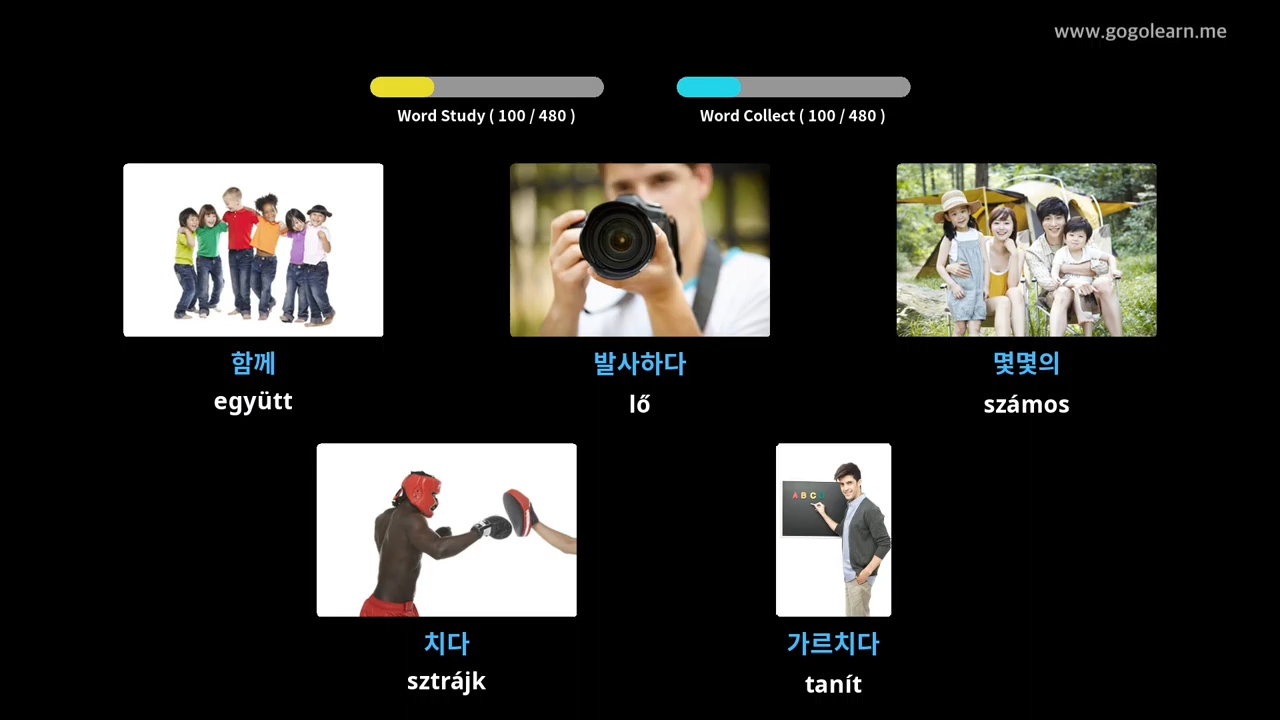 www.gogolearn.me
Word Study ( 100 / 480 )
Word Collect ( 100 / 480 )
함께
együtt
발사하다
lő
몇몇의
számos
ABC
치다
sztrájk
가르치다
tanít